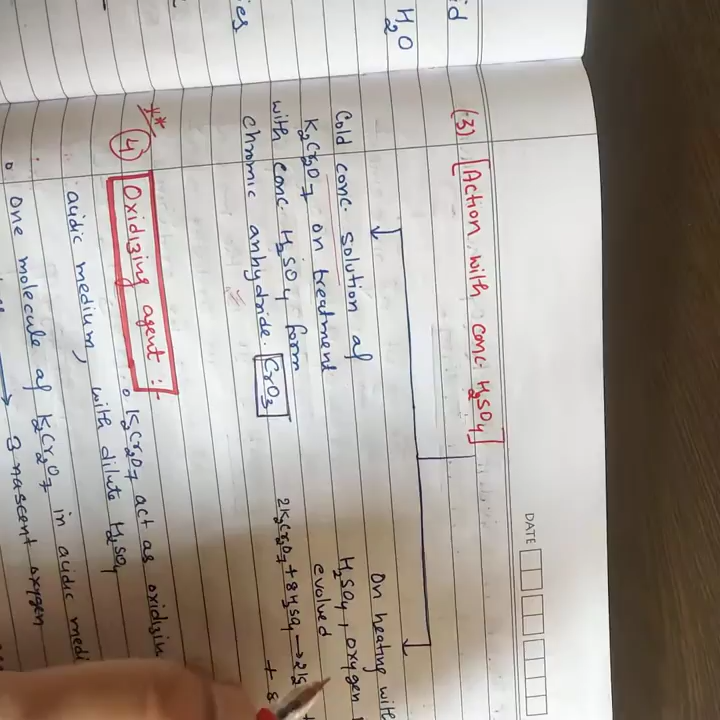 id
H2O
ies
DATE
(3) [Action with conc. H2SO4]
Cold conc. solution of
K2Cr2O7 on treatment
with conc. H2SO4 form
chromic anhydride. CrO3
On heating with
H2SO4, oxygen
evolved
2K2Cr2O7 + 8H2SO4 → 2K2
+ 8
** (4) Oxidizing agent :-
• K2Cr2O7 act as oxidizin
acidic medium, with dilute H2SO4
• One molecule of K2Cr2O7 in acidic medi
→ 3 nascent oxygen